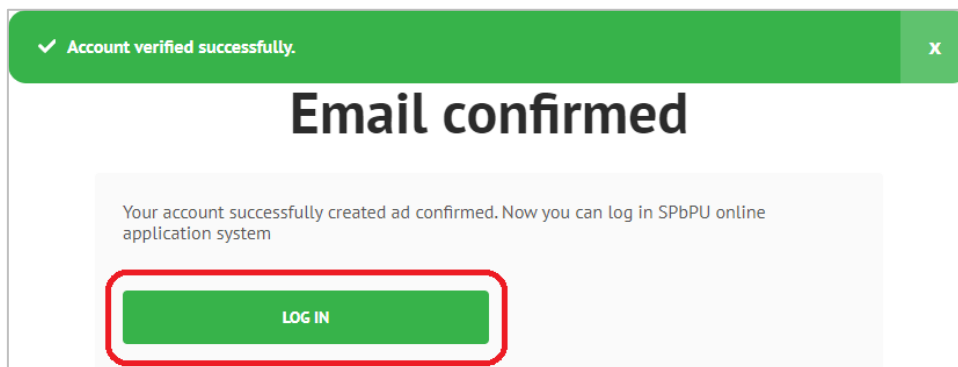 Account verified successfully.
x
Email confirmed
Your account successfully created ad confirmed. Now you can log in SPbPU online
application system
LOG IN